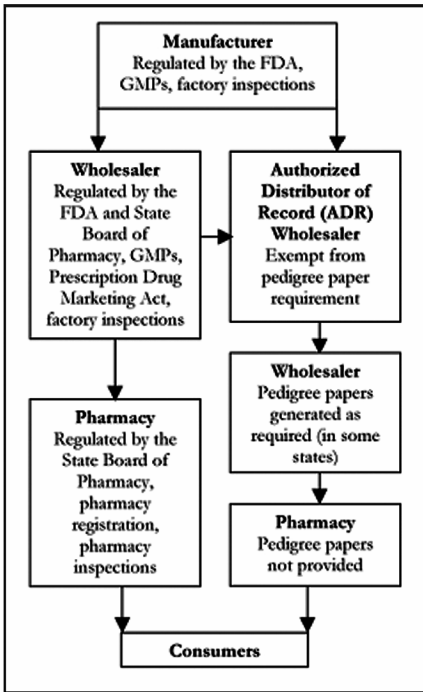 Manufacturer
Regulated by the FDA,
GMPs, factory inspections
Wholesaler
Regulated by the
FDA and State
Board of
Pharmacy, GMPs,
Prescription Drug
Marketing Act,
factory inspections
Authorized
Distributor of
Record (ADR)
Wholesaler
Exempt from
pedigree paper
requirement
Wholesaler
Pedigree papers
generated as
required (in some
states)
Pharmacy
Regulated by the
State Board of
Pharmacy,
pharmacy
registration,
pharmacy
inspections
Pharmacy
Pedigree papers
not provided
Consumers